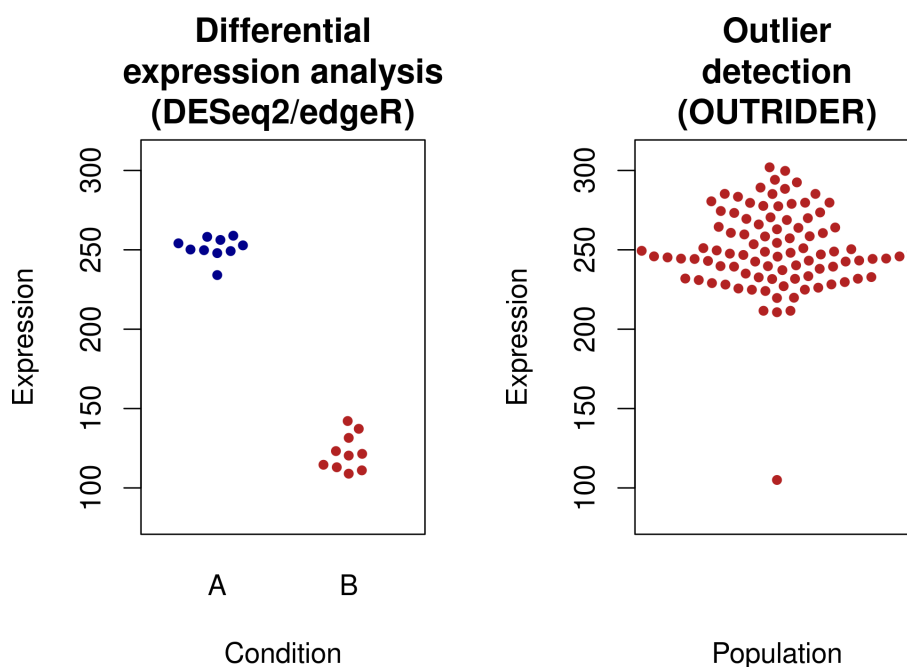 Differential
expression analysis
(DESeq2/edgeR)
Expression
300
250
200
150
100
A B
Condition
Outlier
detection
(OUTRIDER)
Expression
300
250
200
150
100
Population